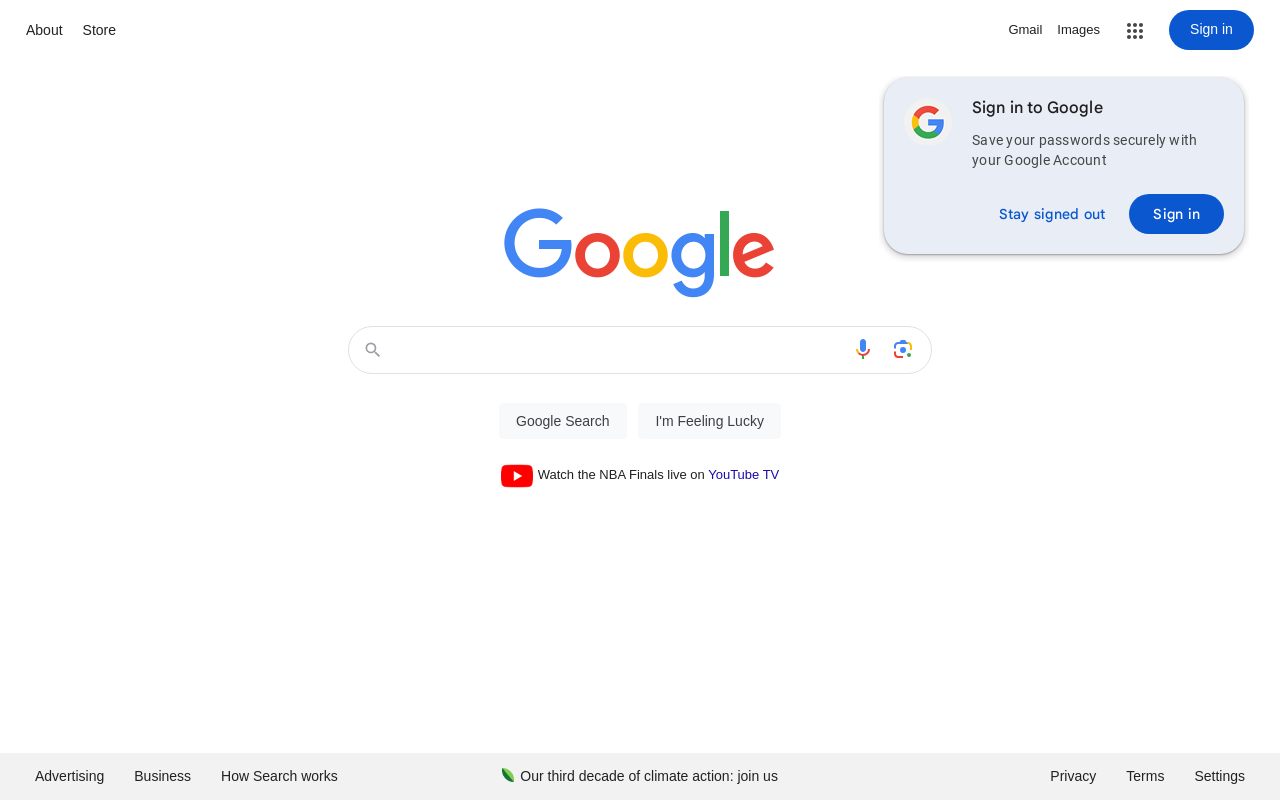 About Store
Gmail Images Sign in
Sign in to Google
Save your passwords securely with
your Google Account
Stay signed out Sign in
Google
Google Search I'm Feeling Lucky
Watch the NBA Finals live on YouTube TV
Advertising Business How Search works Our third decade of climate action: join us Privacy Terms Settings